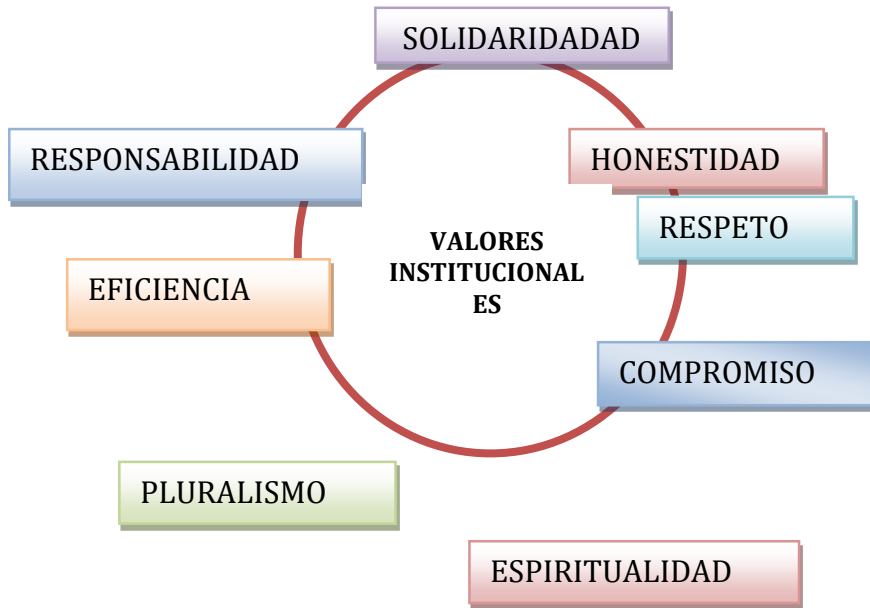 SOLIDARIDADAD
RESPONSABILIDAD
HONESTIDAD
RESPETO
VALORES
INSTITUCIONAL
ES
EFICIENCIA
COMPROMISO
PLURALISMO
ESPIRITUALIDAD